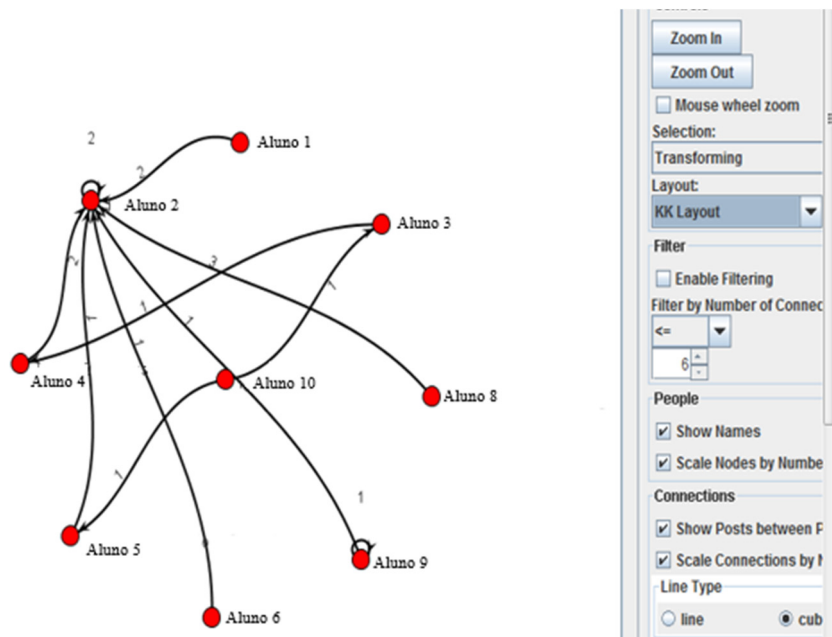 Zoom In
Zoom Out
Mouse wheel zoom
Selection:
Transforming
Layout:
KK Layout
Filter
Enable Filtering
Filter by Number of Connec
<=
6
People
Show Names
Scale Nodes by Numbe
Connections
Show Posts between P
Scale Connections by N
Line Type
line
cub
2
Aluno 1
2
Aluno 2
Aluno 3
2
3
1
1
1
1
1
Aluno 4
Aluno 10
Aluno 8
1
1
Aluno 5
Aluno 9
Aluno 6